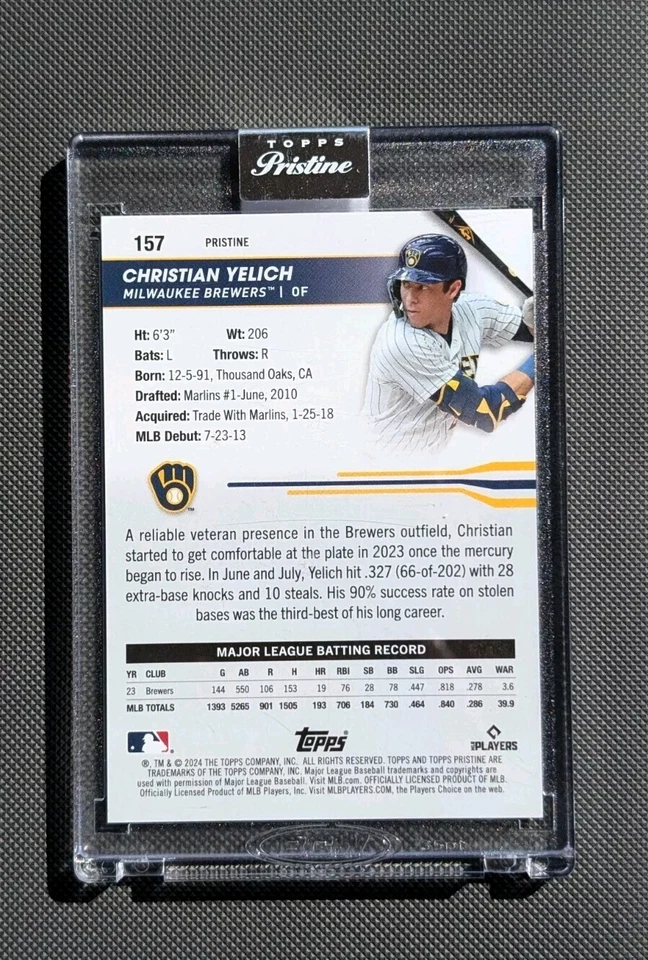 TOPPS
Pristine
157 PRISTINE
CHRISTIAN YELICH
MILWAUKEE BREWERS™ | OF
Ht: 6'3" Wt: 206
Bats: L Throws: R
Born: 12-5-91, Thousand Oaks, CA
Drafted: Marlins #1-June, 2010
Acquired: Trade With Marlins, 1-25-18
MLB Debut: 7-23-13
A reliable veteran presence in the Brewers outfield, Christian
started to get comfortable at the plate in 2023 once the mercury
began to rise. In June and July, Yelich hit .327 (66-of-202) with 28
extra-base knocks and 10 steals. His 90% success rate on stolen
bases was the third-best of his long career.
MAJOR LEAGUE BATTING RECORD
YR CLUB G AB R H HR RBI SB BB SLG OPS AVG WAR
23 Brewers 144 550 106 153 19 76 28 78 .447 .818 .278 3.6
MLB TOTALS 1393 5265 901 1505 193 706 184 730 .464 .840 .286 39.9
Topps
MLB PLAYERS
®, TM & © 2024 THE TOPPS COMPANY, INC. ALL RIGHTS RESERVED. TOPPS AND TOPPS PRISTINE ARE
TRADEMARKS OF THE TOPPS COMPANY, INC. Major League Baseball trademarks and copyrights are
used with permission of Major League Baseball. Visit MLB.com. OFFICIALLY LICENSED PRODUCT OF MLB.
Officially Licensed Product of MLB Players, Inc. Visit MLBPLAYERS.COM, the Players Choice on the web.